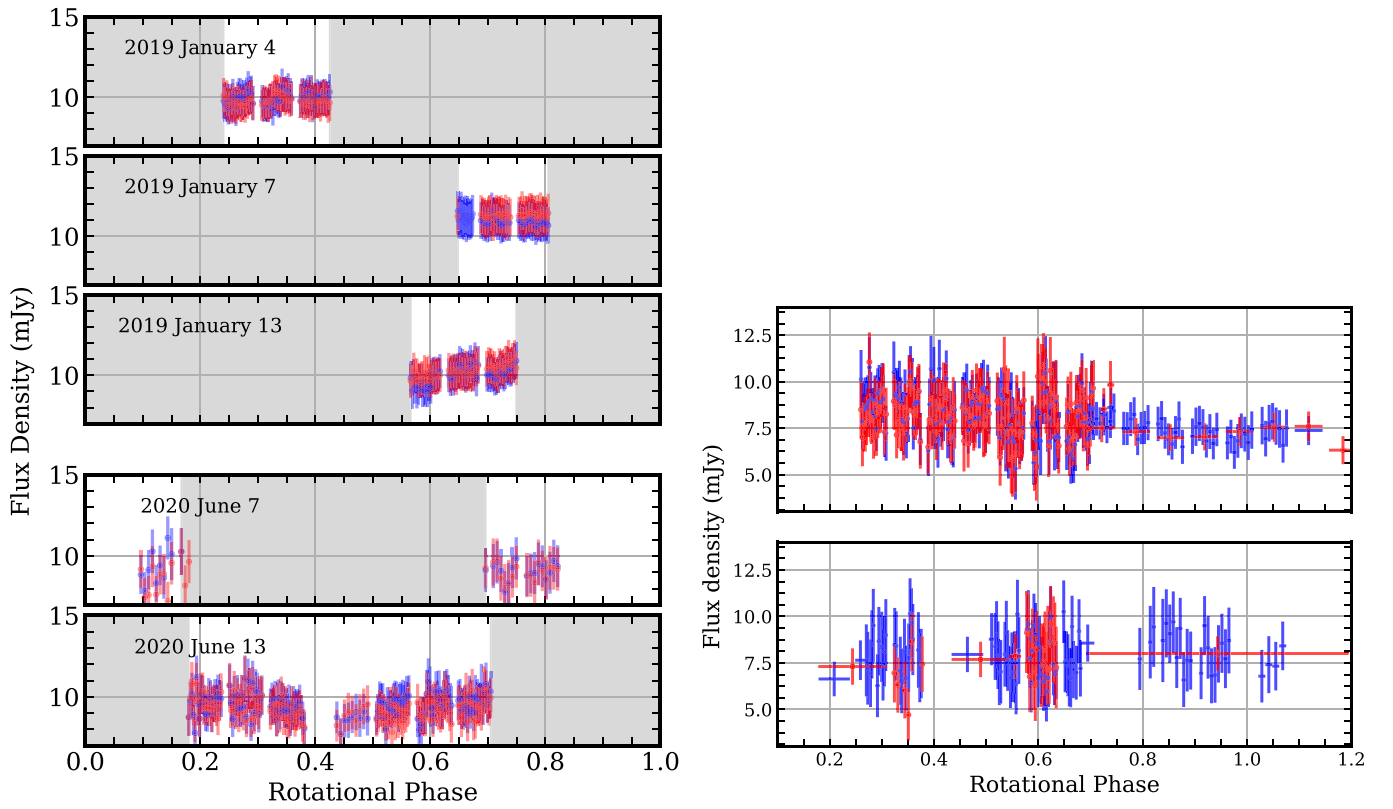 15
2019 January 4
10
15
2019 January 7
10
15
2019 January 13
10
Flux Density (mJy)
15
2020 June 7
10
15
2020 June 13
10
0.0 0.2 0.4 0.6 0.8 1.0
Rotational Phase
12.5
10.0
7.5
5.0
Flux density (mJy)
12.5
10.0
7.5
5.0
0.2 0.4 0.6 0.8 1.0 1.2
Rotational Phase